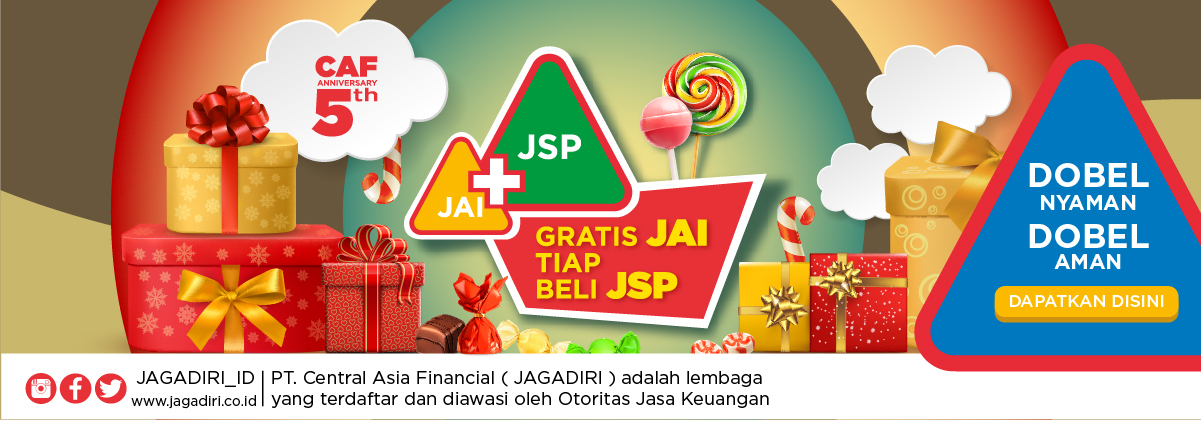 CAF
ANNIVERSARY
5th
JSP
JAI
GRATIS JAI
TIAP
BELI JSP
DOBEL
NYAMAN
DOBEL
AMAN
DAPATKAN DISINI
JAGADIRI_ID
www.jagadiri.co.id
PT. Central Asia Financial ( JAGADIRI ) adalah lembaga
yang terdaftar dan diawasi oleh Otoritas Jasa Keuangan